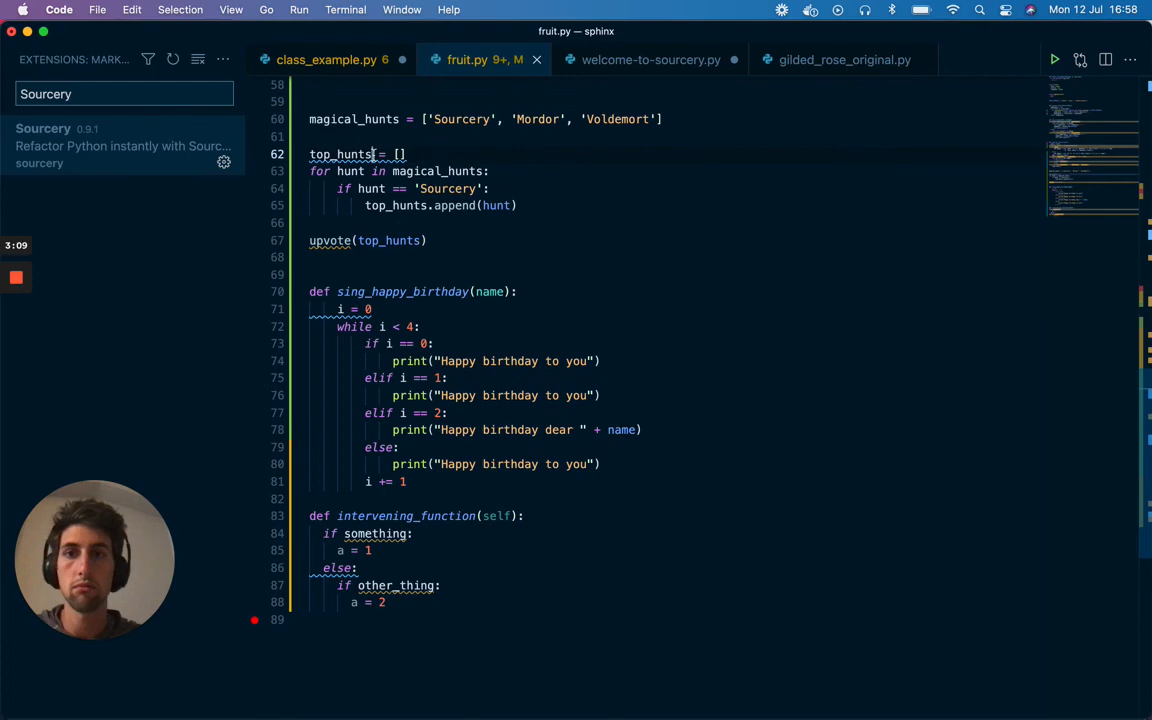 Code File Edit Selection View Go Run Terminal Window Help Mon 12 Jul 16:58
fruit.py — sphinx
EXTENSIONS: MARK...
class_example.py 6
fruit.py 9+, M
welcome-to-sourcery.py
gilded_rose_original.py
Sourcery
Sourcery 0.9.1
Refactor Python instantly with Sourc...
sourcery
3:09
58
59
60 magical_hunts = ['Sourcery', 'Mordor', 'Voldemort']
61
62 top_hunts = []
63 for hunt in magical_hunts:
64 if hunt == 'Sourcery':
65 top_hunts.append(hunt)
66
67 upvote(top_hunts)
68
69
70 def sing_happy_birthday(name):
71 i = 0
72 while i < 4:
73 if i == 0:
74 print("Happy birthday to you")
75 elif i == 1:
76 print("Happy birthday to you")
77 elif i == 2:
78 print("Happy birthday dear " + name)
79 else:
80 print("Happy birthday to you")
81 i += 1
82
83 def intervening_function(self):
84 if something:
85 a = 1
86 else:
87 if other_thing:
88 a = 2
89